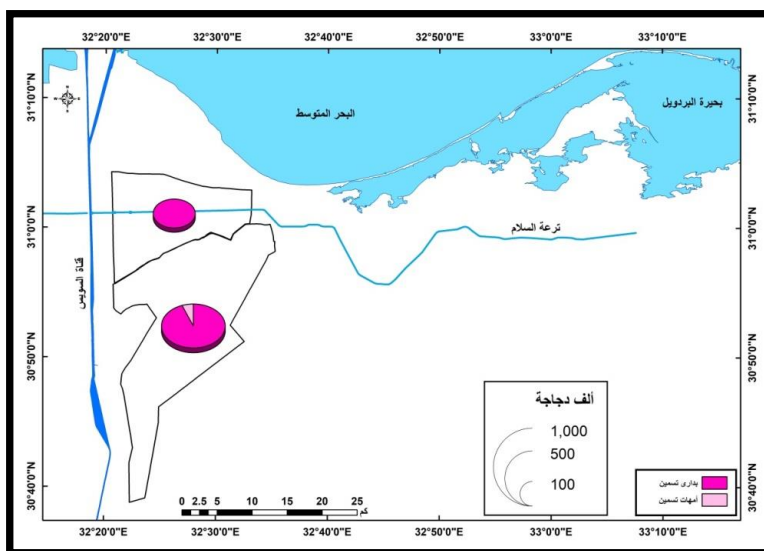 32°20'0"E
32°30'0"E
32°40'0"E
32°50'0"E
33°0'0"E
33°10'0"E
31°10'0"N
31°10'0"N
البحر المتوسط
بحيرة البردويل
31°0'0"N
31°0'0"N
ترعة السلام
قناة السويس
30°50'0"N
30°50'0"N
ألف دجاجة
1,000
500
100
30°40'0"N
30°40'0"N
0 2.5 5 10 15 20 25
كم
بدارى تسمين
أمهات تسمين
32°20'0"E
32°30'0"E
32°40'0"E
32°50'0"E
33°0'0"E
33°10'0"E